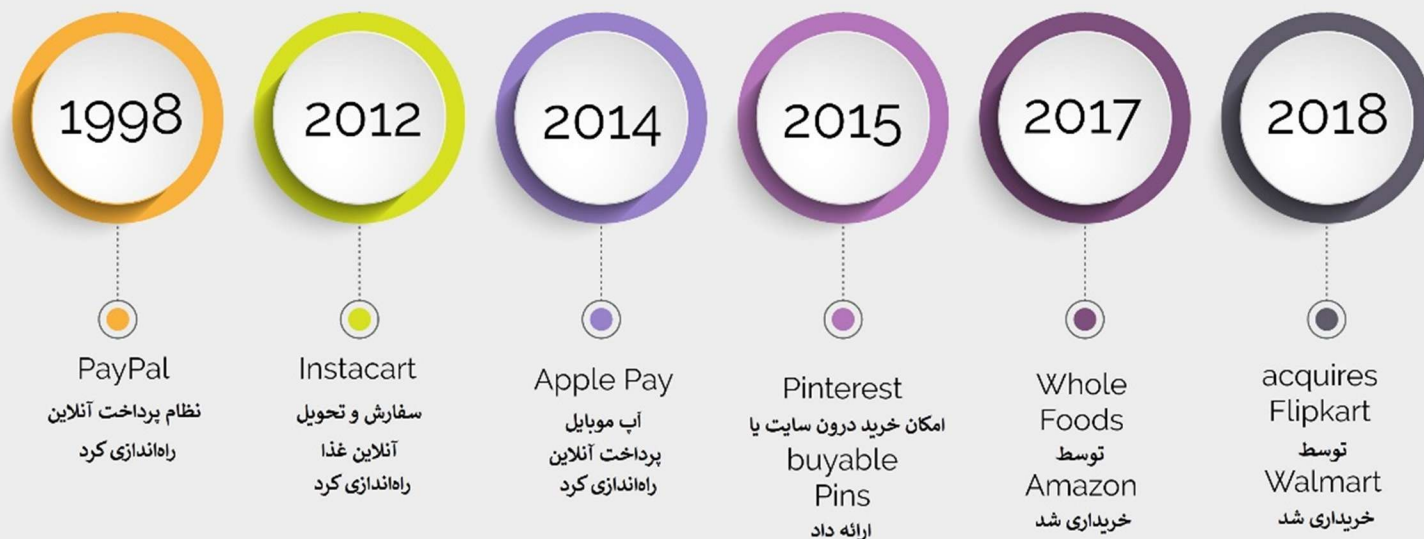 1998
2012
2014
2015
2017
2018
PayPal
نظام پرداخت آنلاین
راه‌اندازی کرد
Instacart
سفارش و تحویل
آنلاین غذا
راه‌اندازی کرد
Apple Pay
اَپ موبایل
پرداخت آنلاین
راه‌اندازی کرد
Pinterest
امکان خرید درون سایت یا
buyable
Pins
ارائه داد
Whole
Foods
توسط
Amazon
خریداری شد
acquires
Flipkart
توسط
Walmart
خریداری شد